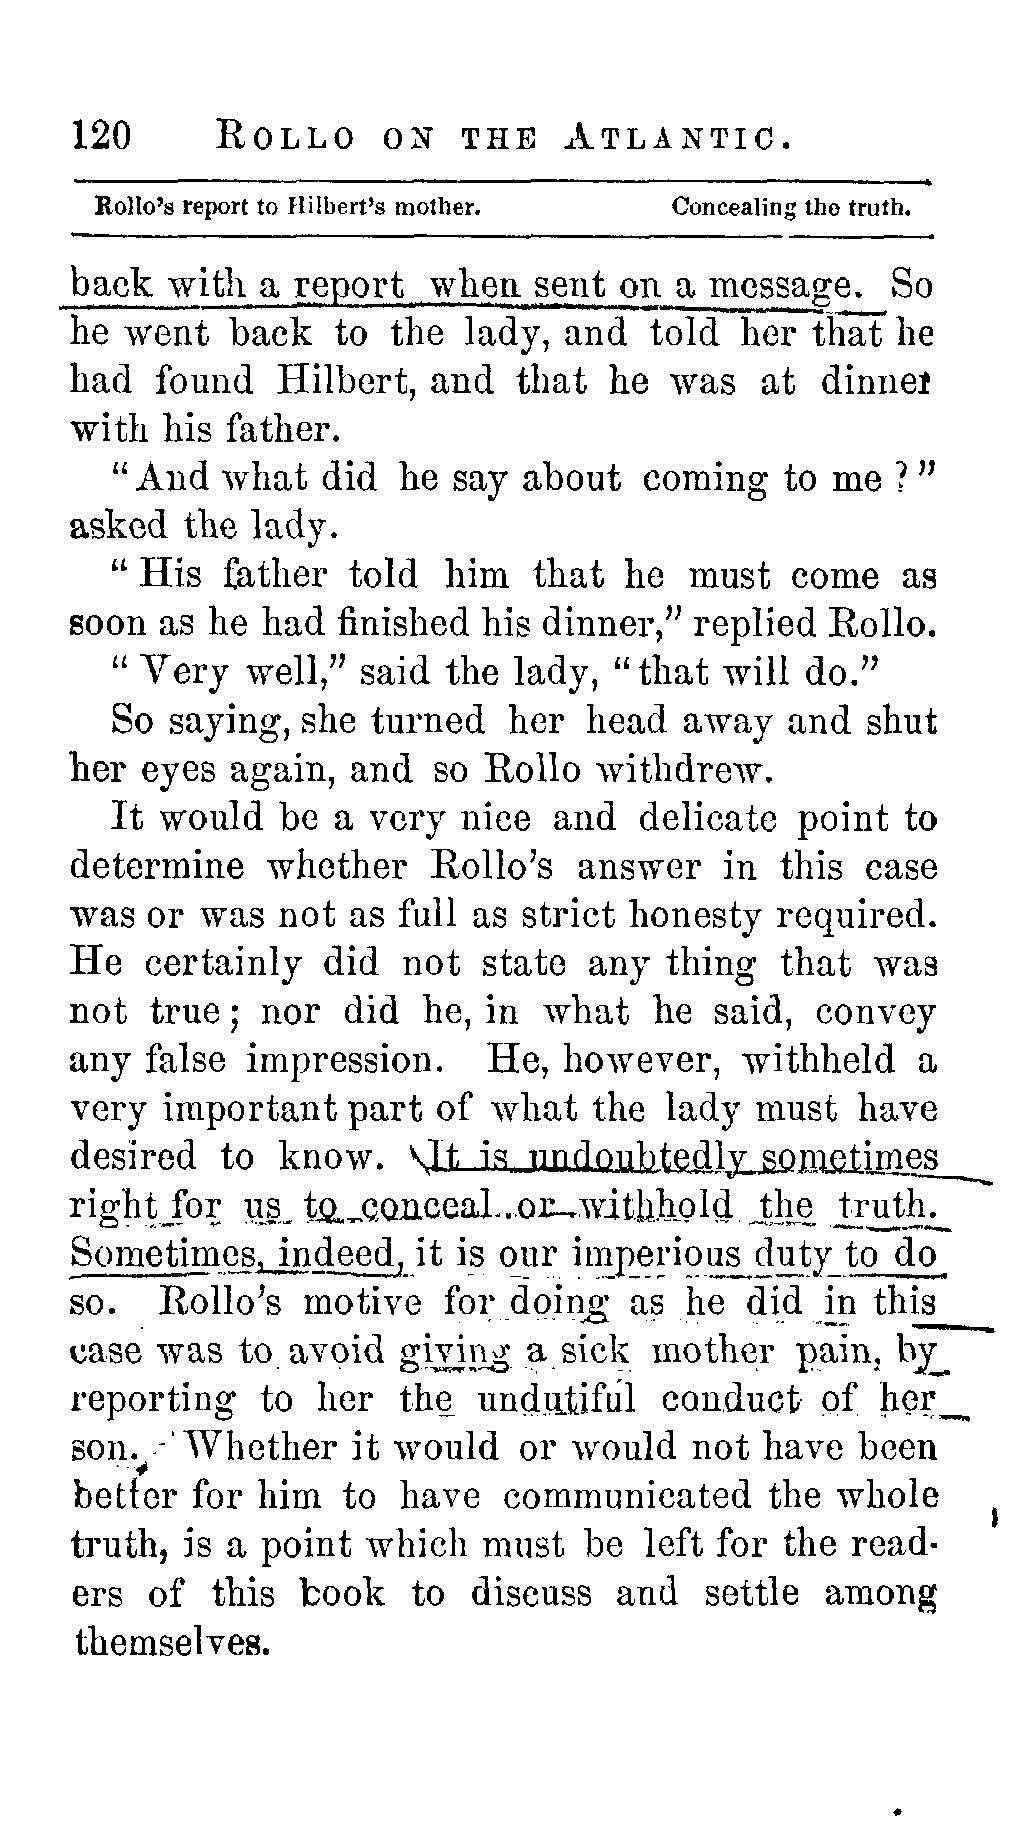 120 ROLLO ON THE ATLANTIC.
Rollo's report to Hilbert's mother. Concealing the truth.
back with a report when sent on a message. So
he went back to the lady, and told her that he
had found Hilbert, and that he was at dinner
with his father.
“And what did he say about coming to me?”
asked the lady.
“His father told him that he must come as
soon as he had finished his dinner,” replied Rollo.
“Very well,” said the lady, “that will do.”
So saying, she turned her head away and shut
her eyes again, and so Rollo withdrew.
It would be a very nice and delicate point to
determine whether Rollo's answer in this case
was or was not as full as strict honesty required.
He certainly did not state any thing that was
not true; nor did he, in what he said, convey
any false impression. He, however, withheld a
very important part of what the lady must have
desired to know. It is undoubtedly sometimes
right for us to conceal or withhold the truth.
Sometimes, indeed, it is our imperious duty to do
so. Rollo's motive for doing as he did in this
case was to avoid giving a sick mother pain, by
reporting to her the undutiful conduct of her
son. Whether it would or would not have been
better for him to have communicated the whole
truth, is a point which must be left for the read-
ers of this book to discuss and settle among
themselves.